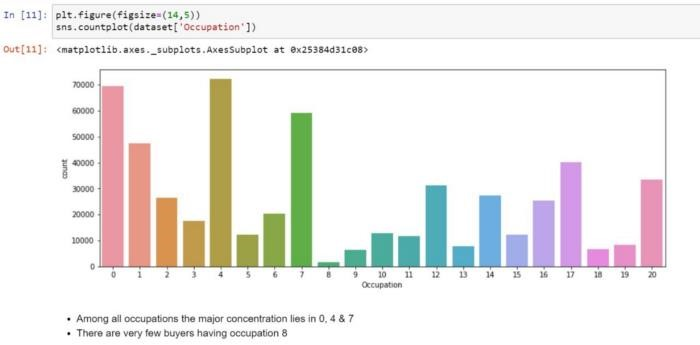 In [11]: plt.figure(figsize=(14,5))
sns.countplot(dataset['Occupation'])
Out[11]: <matplotlib.axes._subplots.AxesSubplot at 0x25384d31c08>
70000
60000
50000
40000
30000
20000
10000
0
count
0 1 2 3 4 5 6 7 8 9 10 11 12 13 14 15 16 17 18 19 20
Occupation
• Among all occupations the major concentration lies in 0, 4 & 7
• There are very few buyers having occupation 8